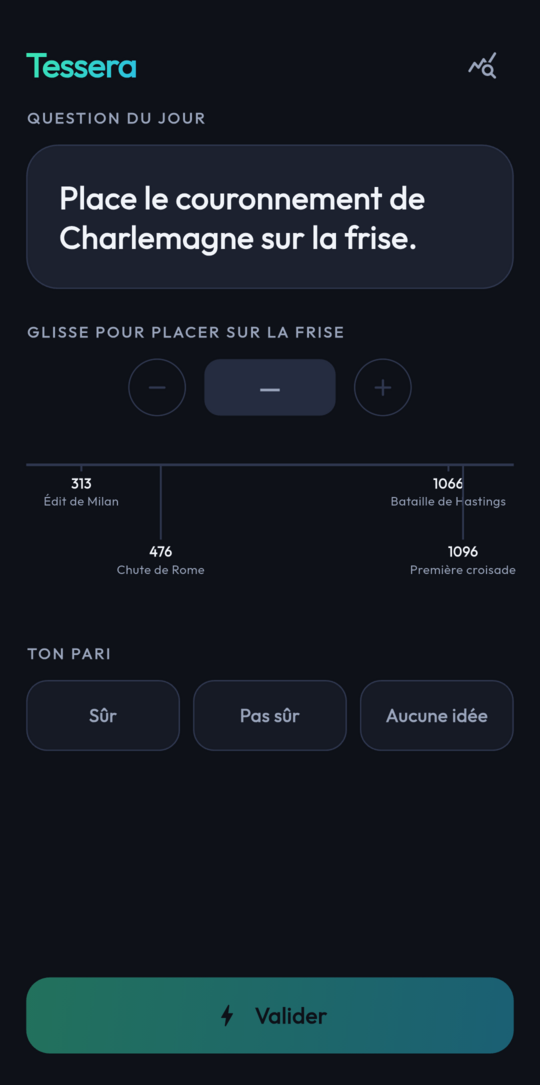 Tessera
QUESTION DU JOUR
Place le couronnement de
Charlemagne sur la frise.
GLISSE POUR PLACER SUR LA FRISE
− — +
313
Édit de Milan
1066
Bataille de Hastings
476
Chute de Rome
1096
Première croisade
TON PARI
Sûr
Pas sûr
Aucune idée
Valider